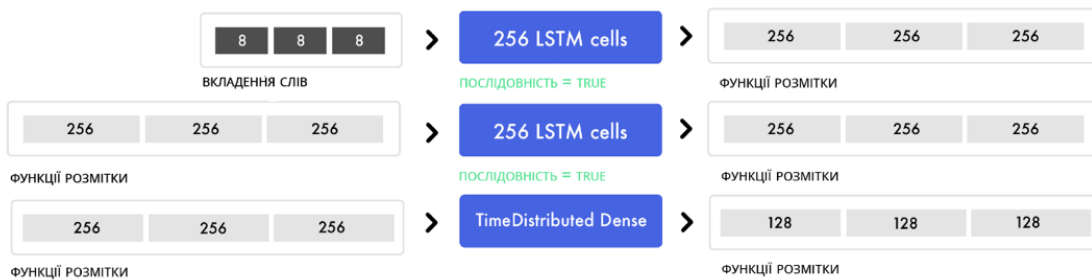 8 8 8 256 LSTM cells 256 256 256
ВКЛАДЕННЯ СЛІВ ПОСЛІДОВНІСТЬ = TRUE ФУНКЦІЇ РОЗМІТКИ
256 256 256 256 LSTM cells 256 256 256
ФУНКЦІЇ РОЗМІТКИ ПОСЛІДОВНІСТЬ = TRUE ФУНКЦІЇ РОЗМІТКИ
256 256 256 TimeDistributed Dense 128 128 128
ФУНКЦІЇ РОЗМІТКИ ФУНКЦІЇ РОЗМІТКИ